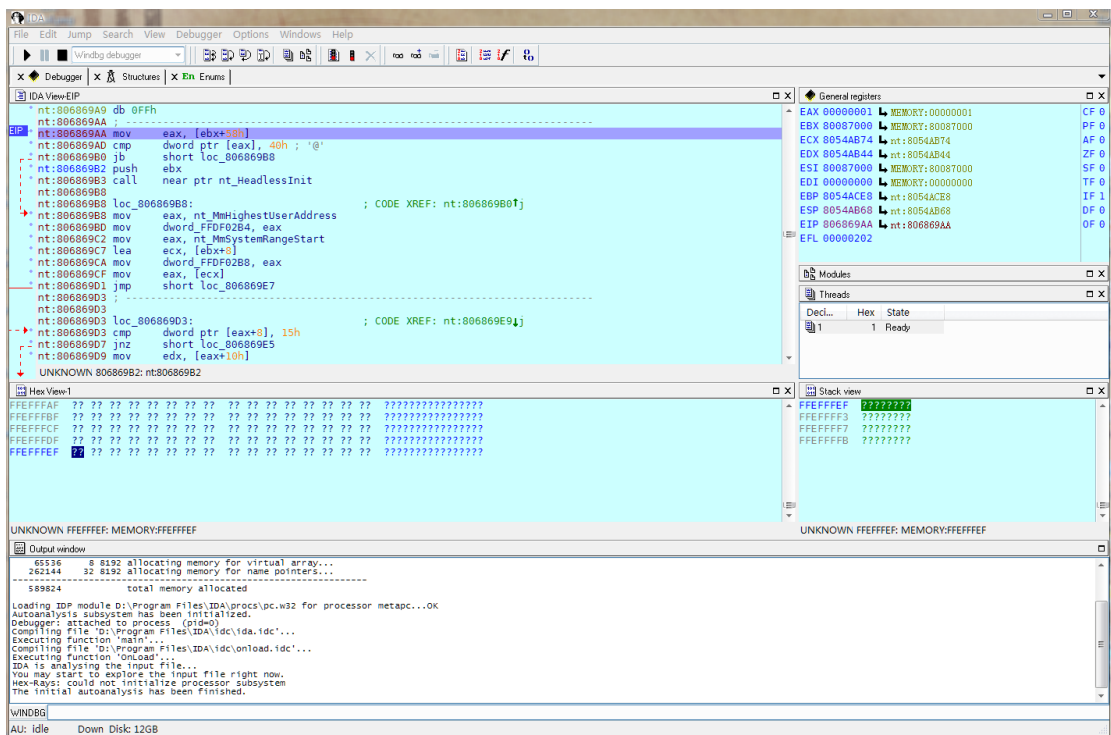 IDA
File Edit Jump Search View Debugger Options Windows Help
Windbg debugger
Debugger Structures En Enums
IDA View-EIP
nt:806869A9 db 0FFh
nt:806869AA ; ---------------------------------------------------------------------------
EIP nt:806869AA mov eax, [ebx+58h]
nt:806869AD cmp dword ptr [eax], 40h ; '@'
nt:806869B0 jb short loc_806869B8
nt:806869B2 push ebx
nt:806869B3 call near ptr nt_HeadlessInit
nt:806869B8
nt:806869B8 loc_806869B8: ; CODE XREF: nt:806869B0↑j
nt:806869B8 mov eax, nt_MmHighestUserAddress
nt:806869BD mov dword_FFDF02B4, eax
nt:806869C2 mov eax, nt_MmSystemRangeStart
nt:806869C7 lea ecx, [ebx+8]
nt:806869CA mov dword_FFDF02B8, eax
nt:806869CF mov eax, [ecx]
nt:806869D1 jmp short loc_806869E7
nt:806869D3 ; ---------------------------------------------------------------------------
nt:806869D3
nt:806869D3 loc_806869D3: ; CODE XREF: nt:806869E9↓j
nt:806869D3 cmp dword ptr [eax+8], 15h
nt:806869D7 jnz short loc_806869E5
nt:806869D9 mov edx, [eax+10h]
UNKNOWN 806869B2: nt:806869B2
General registers
EAX 00000001 MEMORY:00000001 CF 0
EBX 80087000 MEMORY:80087000 PF 0
ECX 8054AB74 nt:8054AB74 AF 0
EDX 8054AB44 nt:8054AB44 ZF 0
ESI 80087000 MEMORY:80087000 SF 0
EDI 00000000 MEMORY:00000000 TF 0
EBP 8054ACE8 nt:8054ACE8 IF 1
ESP 8054AB68 nt:8054AB68 DF 0
EIP 806869AA nt:806869AA OF 0
EFL 00000202
Modules
Threads
Deci... Hex State
1 1 Ready
Hex View-1
FFEFFFAF ?? ?? ?? ?? ?? ?? ?? ?? ?? ?? ?? ?? ?? ?? ?? ?? ????????????????
FFEFFFBF ?? ?? ?? ?? ?? ?? ?? ?? ?? ?? ?? ?? ?? ?? ?? ?? ????????????????
FFEFFFCF ?? ?? ?? ?? ?? ?? ?? ?? ?? ?? ?? ?? ?? ?? ?? ?? ????????????????
FFEFFFDF ?? ?? ?? ?? ?? ?? ?? ?? ?? ?? ?? ?? ?? ?? ?? ?? ????????????????
FFEFFFEF ?? ?? ?? ?? ?? ?? ?? ?? ?? ?? ?? ?? ?? ?? ?? ?? ????????????????
UNKNOWN FFEFFFEF: MEMORY:FFEFFFEF
Stack view
FFEFFFEF ????????
FFEFFFF3 ????????
FFEFFFF7 ????????
FFEFFFFB ????????
UNKNOWN FFEFFFEF: MEMORY:FFEFFFEF
Output window
65536 8 8192 allocating memory for virtual array...
262144 32 8192 allocating memory for name pointers...
-----------------------------------------------------------------
589824 total memory allocated
Loading IDP module D:\Program Files\IDA\procs\pc.w32 for processor metapc...OK
Autoanalysis subsystem has been initialized.
Debugger: attached to process (pid=0)
Compiling file 'D:\Program Files\IDA\idc\ida.idc'...
Executing function 'main'...
Compiling file 'D:\Program Files\IDA\idc\onload.idc'...
Executing function 'OnLoad'...
IDA is analysing the input file...
You may start to explore the input file right now.
Hex-Rays: could not initialize processor subsystem
The initial autoanalysis has been finished.
WINDBG
AU: idle Down Disk: 12GB